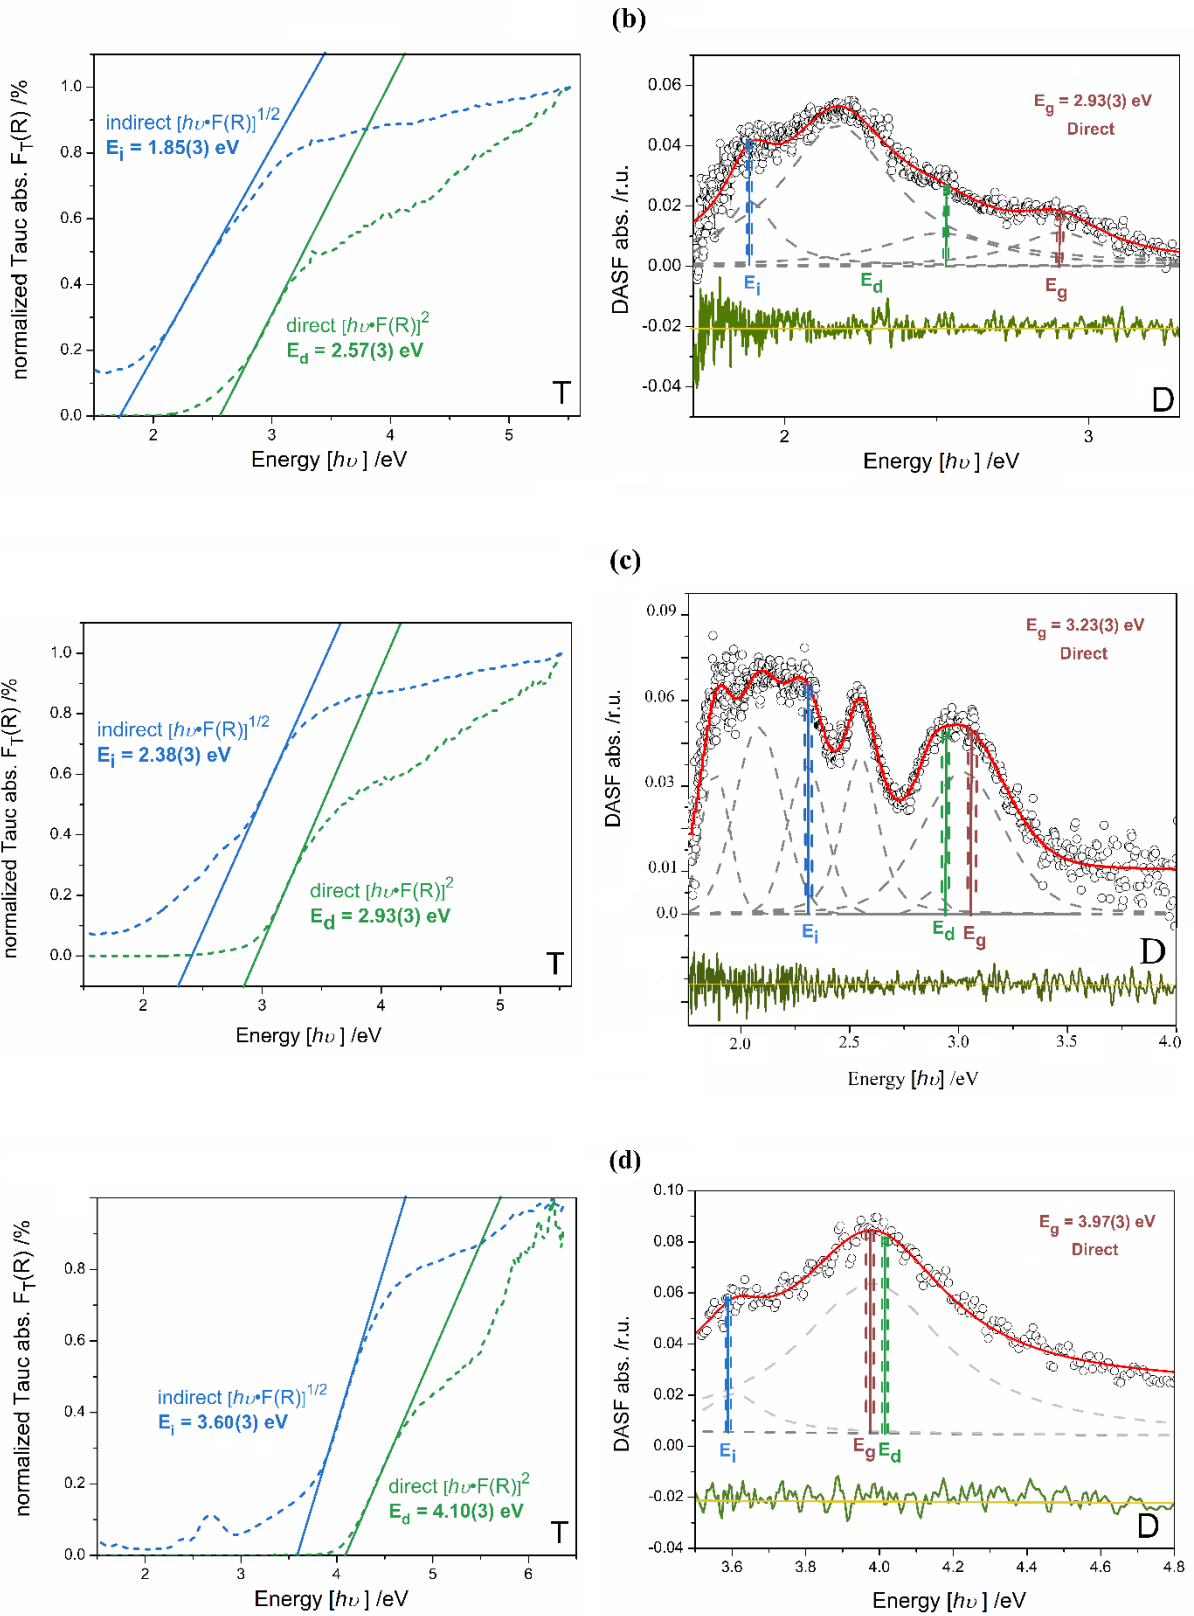 (b)
normalized Tauc abs. F_T(R) /%
1.0
0.8
0.6
0.4
0.2
0.0
indirect [hυ•F(R)]^1/2
E_i = 1.85(3) eV
direct [hυ•F(R)]^2
E_d = 2.57(3) eV
T
2 3 4 5
Energy [hυ] /eV
DASF abs. /r.u.
0.06
0.04
0.02
0.00
-0.02
-0.04
E_g = 2.93(3) eV
Direct
E_i E_d E_g
D
2 3
Energy [hυ] /eV
(c)
normalized Tauc abs. F_T(R) /%
1.0
0.8
0.6
0.4
0.2
0.0
indirect [hυ•F(R)]^1/2
E_i = 2.38(3) eV
direct [hυ•F(R)]^2
E_d = 2.93(3) eV
T
2 3 4 5
Energy [hυ] /eV
DASF abs. /r.u.
0.09
0.06
0.03
0.01
0.0
E_g = 3.23(3) eV
Direct
E_i E_d E_g
D
2.0 2.5 3.0 3.5 4.0
Energy [hυ] /eV
(d)
normalized Tauc abs. F_T(R) /%
0.8
0.6
0.4
0.2
0.0
indirect [hυ•F(R)]^1/2
E_i = 3.60(3) eV
direct [hυ•F(R)]^2
E_d = 4.10(3) eV
T
2 3 4 5 6
Energy [hυ] /eV
DASF abs. /r.u.
0.10
0.08
0.06
0.04
0.02
0.00
-0.02
-0.04
E_g = 3.97(3) eV
Direct
E_i E_g E_d
D
3.6 4.0 4.2 4.4 4.6 4.8
Energy [hυ] /eV